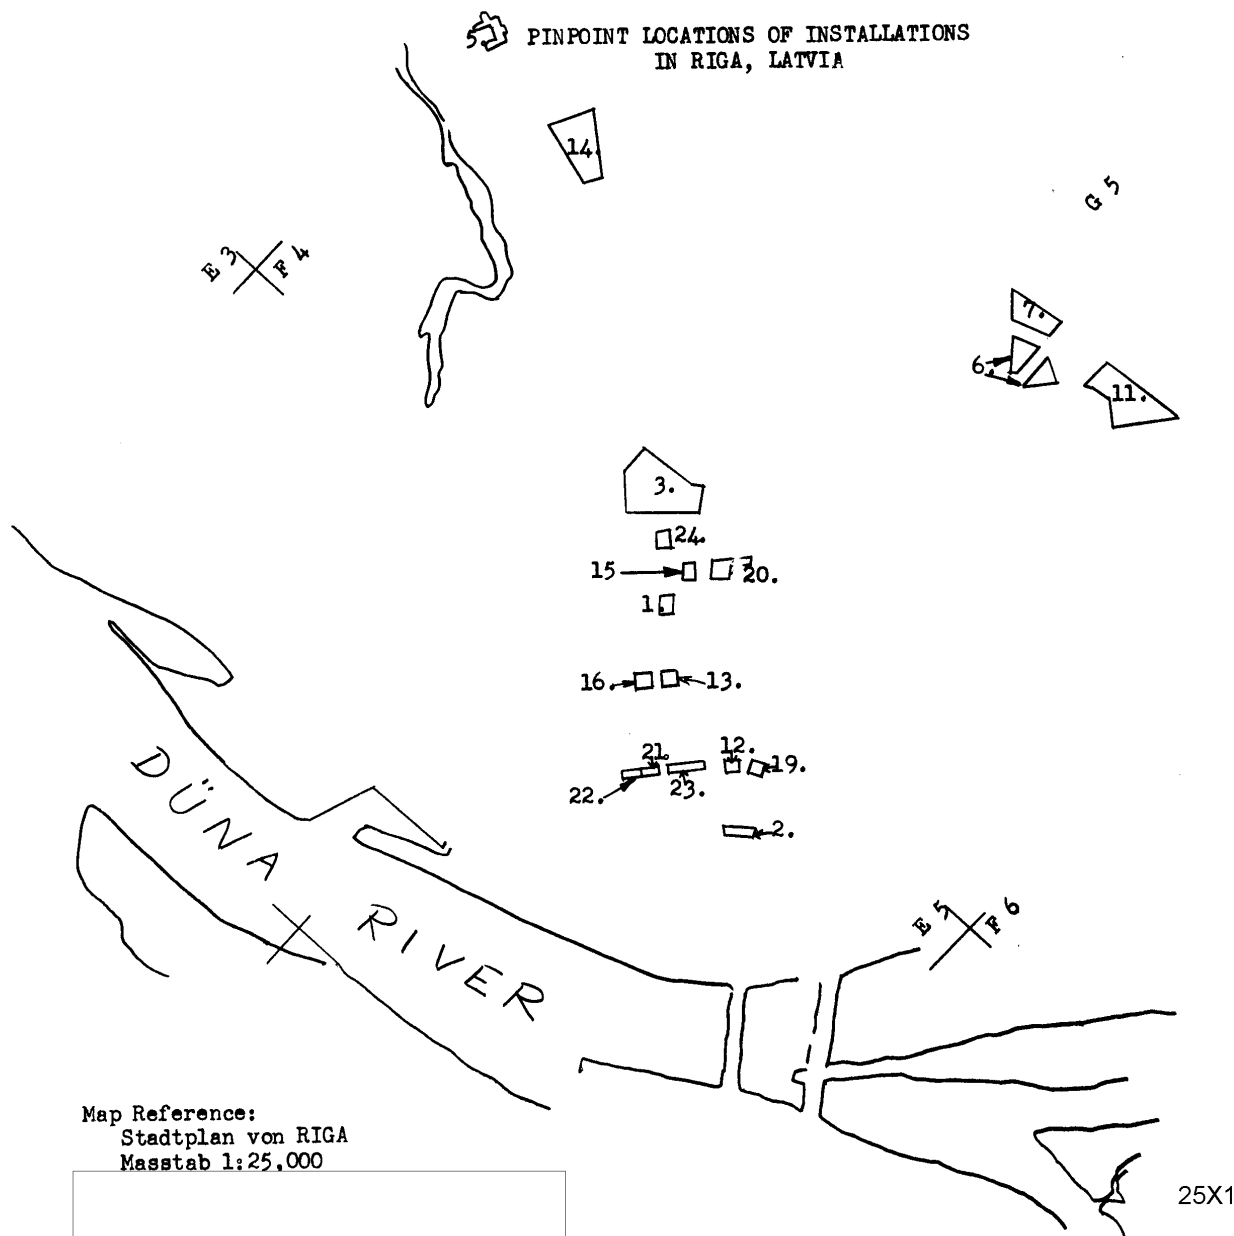 5 PINPOINT LOCATIONS OF INSTALLATIONS
IN RIGA, LATVIA
14.
G 5
E 3 F 4
7.
6.
11.
3.
24.
15
20.
1.
16. 13.
21. 12.
19.
22. 23.
2.
DÜNA RIVER
E 5 F 6
Map Reference:
Stadtplan von RIGA
Masstab 1:25,000
25X1